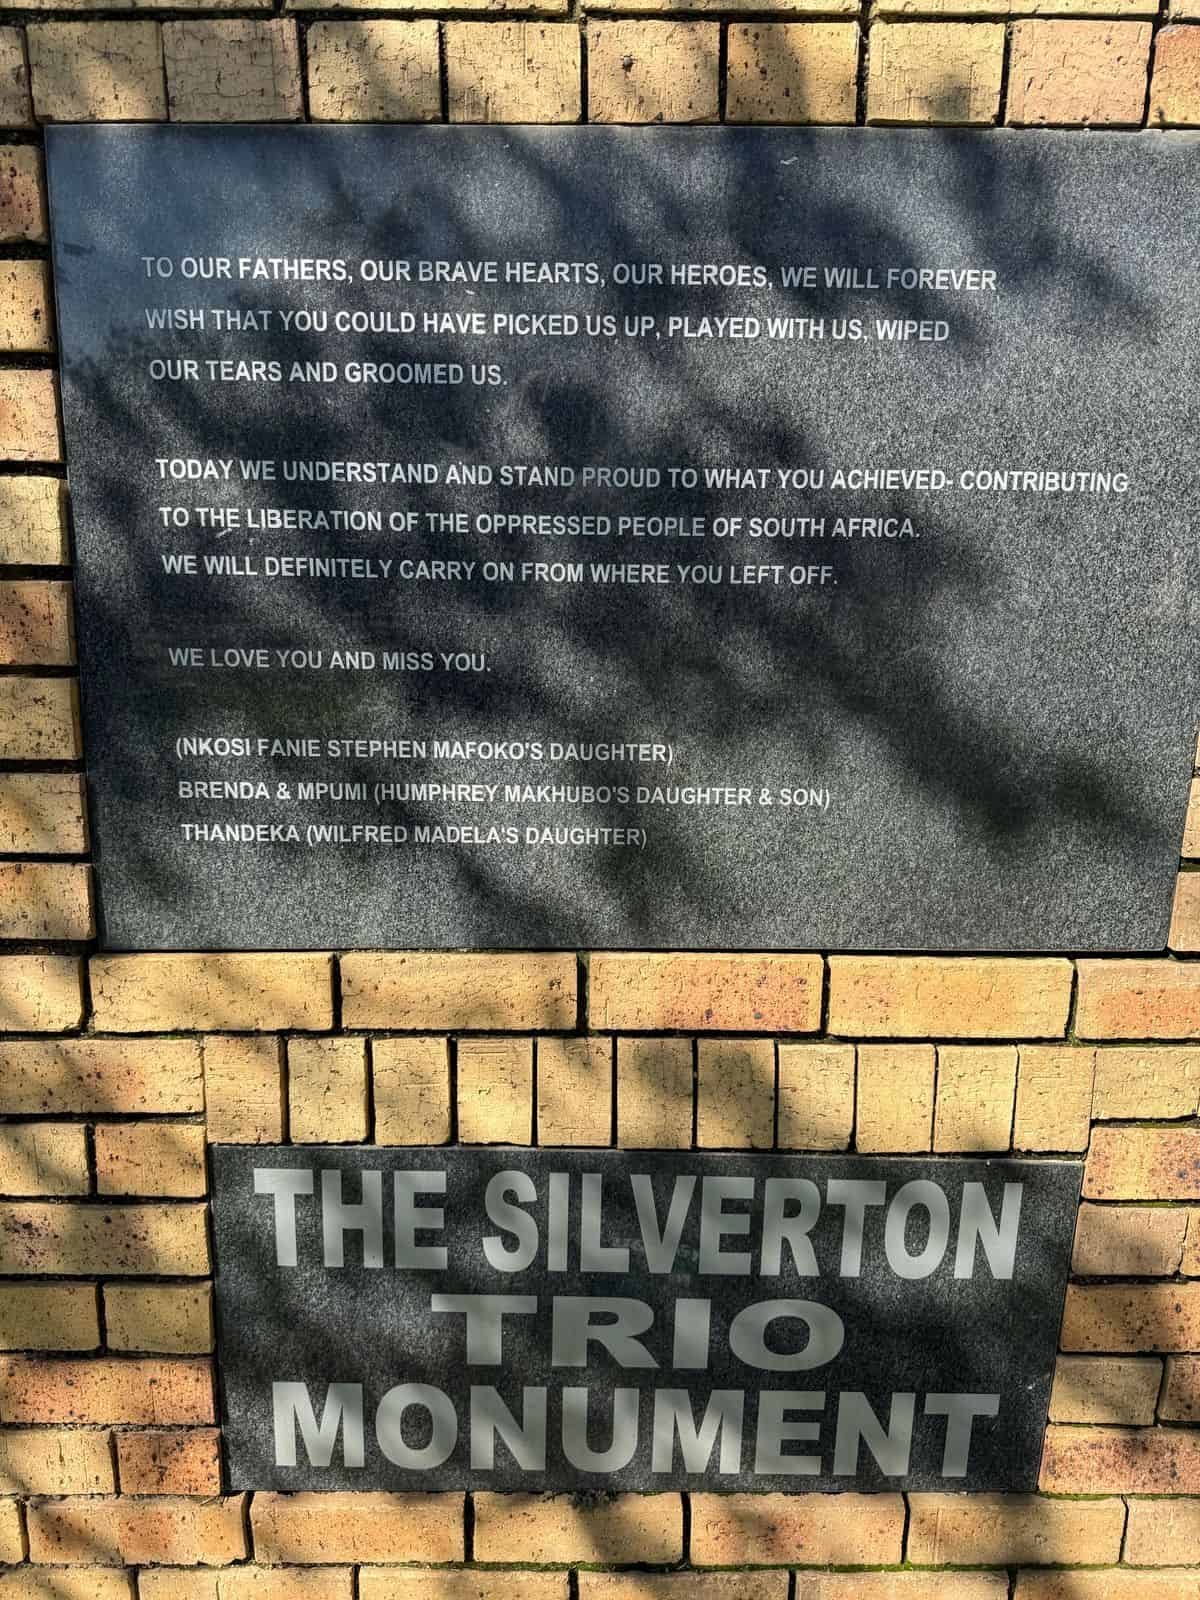 TO OUR FATHERS, OUR BRAVE HEARTS, OUR HEROES, WE WILL FOREVER
WISH THAT YOU COULD HAVE PICKED US UP, PLAYED WITH US, WIPED
OUR TEARS AND GROOMED US.
TODAY WE UNDERSTAND AND STAND PROUD TO WHAT YOU ACHIEVED- CONTRIBUTING
TO THE LIBERATION OF THE OPPRESSED PEOPLE OF SOUTH AFRICA.
WE WILL DEFINITELY CARRY ON FROM WHERE YOU LEFT OFF.
WE LOVE YOU AND MISS YOU.
(NKOSI FANIE STEPHEN MAFOKO'S DAUGHTER)
BRENDA & MPUMI (HUMPHREY MAKHUBO'S DAUGHTER & SON)
THANDEKA (WILFRED MADELA'S DAUGHTER)
THE SILVERTON
TRIO
MONUMENT